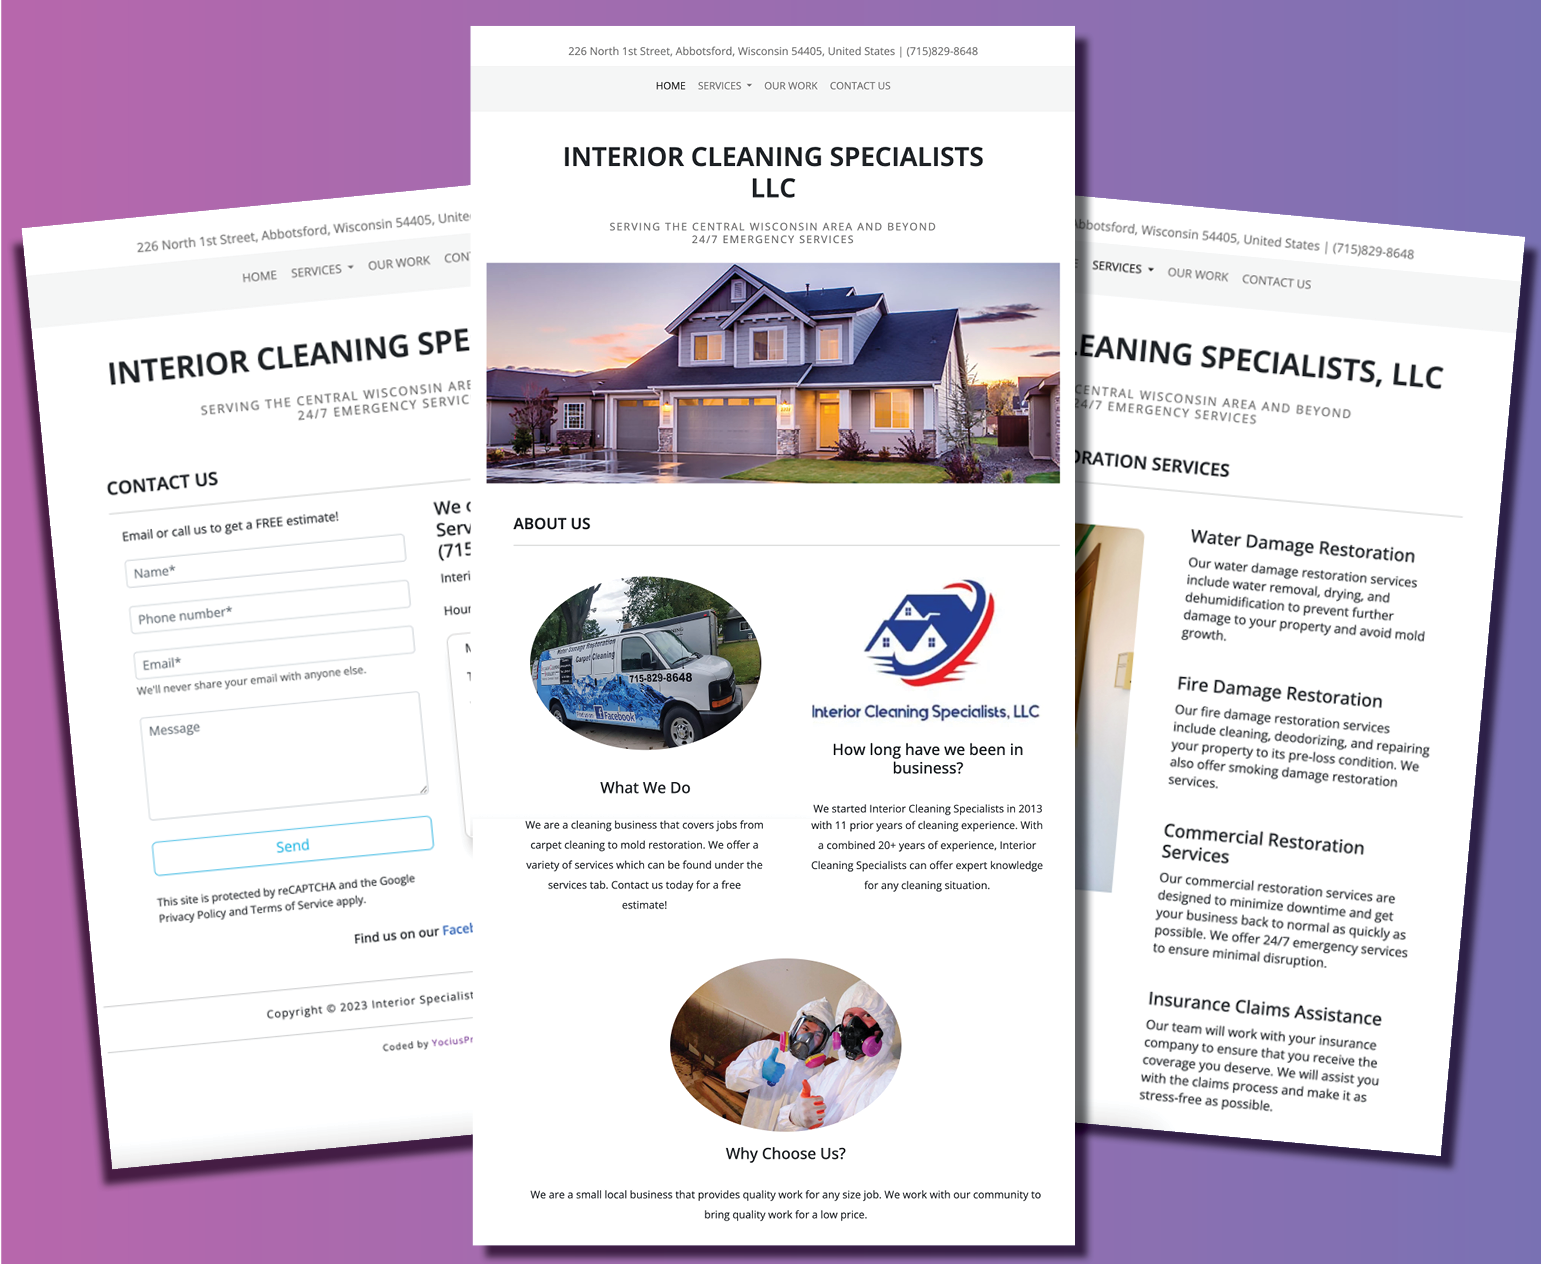 226 North 1st Street, Abbotsford, Wisconsin 54405, United States | (715)829-8648
HOME SERVICES OUR WORK CONTACT US
INTERIOR CLEANING SPECIALISTS
LLC
SERVING THE CENTRAL WISCONSIN AREA AND BEYOND
24/7 EMERGENCY SERVICES
ABOUT US
Water Damage Restoration
Carpet Cleaning
715-829-8648
Facebook
What We Do
We are a cleaning business that covers jobs from
carpet cleaning to mold restoration. We offer a
variety of services which can be found under the
services tab. Contact us today for a free
estimate!
Interior Cleaning Specialists, LLC
How long have we been in
business?
We started Interior Cleaning Specialists in 2013
with 11 prior years of cleaning experience. With
a combined 20+ years of experience, Interior
Cleaning Specialists can offer expert knowledge
for any cleaning situation.
Why Choose Us?
We are a small local business that provides quality work for any size job. We work with our community to
bring quality work for a low price.
226 North 1st Street, Abbotsford, Wisconsin 54405, Unite
HOME SERVICES OUR WORK CON
INTERIOR CLEANING SPE
SERVING THE CENTRAL WISCONSIN ARE
24/7 EMERGENCY SERVIC
CONTACT US
Email or call us to get a FREE estimate!
Name*
Phone number*
Email*
We'll never share your email with anyone else.
Message
Send
This site is protected by reCAPTCHA and the Google
Privacy Policy and Terms of Service apply.
We
Serv
(715
Interi
Hour
Find us on our Faceb
Copyright © 2023 Interior Specialist
Coded by YociusPr
bbotsford, Wisconsin 54405, United States | (715)829-8648
SERVICES OUR WORK CONTACT US
EANING SPECIALISTS, LLC
CENTRAL WISCONSIN AREA AND BEYOND
24/7 EMERGENCY SERVICES
ORATION SERVICES
Water Damage Restoration
Our water damage restoration services
include water removal, drying, and
dehumidification to prevent further
damage to your property and avoid mold
growth.
Fire Damage Restoration
Our fire damage restoration services
include cleaning, deodorizing, and repairing
your property to its pre-loss condition. We
also offer smoking damage restoration
services.
Commercial Restoration
Services
Our commercial restoration services are
designed to minimize downtime and get
your business back to normal as quickly as
possible. We offer 24/7 emergency services
to ensure minimal disruption.
Insurance Claims Assistance
Our team will work with your insurance
company to ensure that you receive the
coverage you deserve. We will assist you
with the claims process and make it as
stress-free as possible.